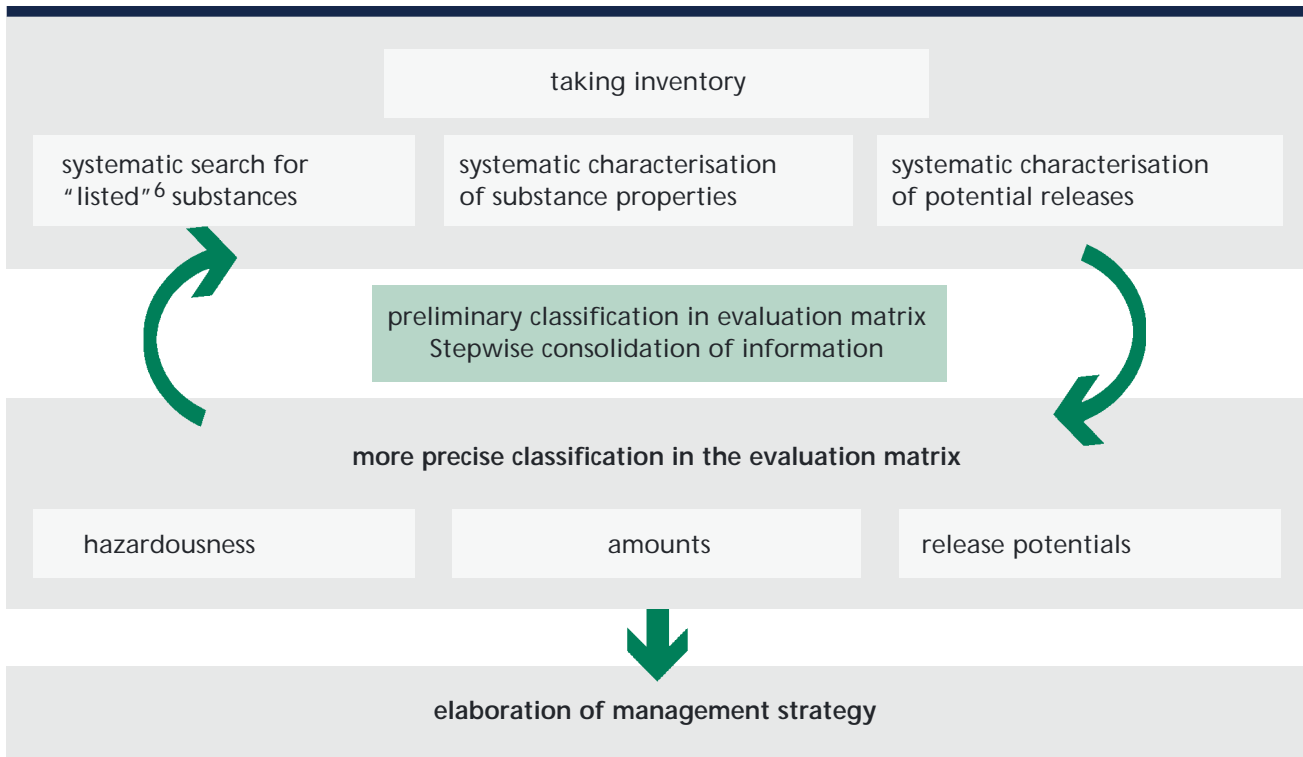 taking inventory
systematic search for
“listed”⁶ substances
systematic characterisation
of substance properties
systematic characterisation
of potential releases
preliminary classification in evaluation matrix
Stepwise consolidation of information
more precise classification in the evaluation matrix
hazardousness
amounts
release potentials
elaboration of management strategy